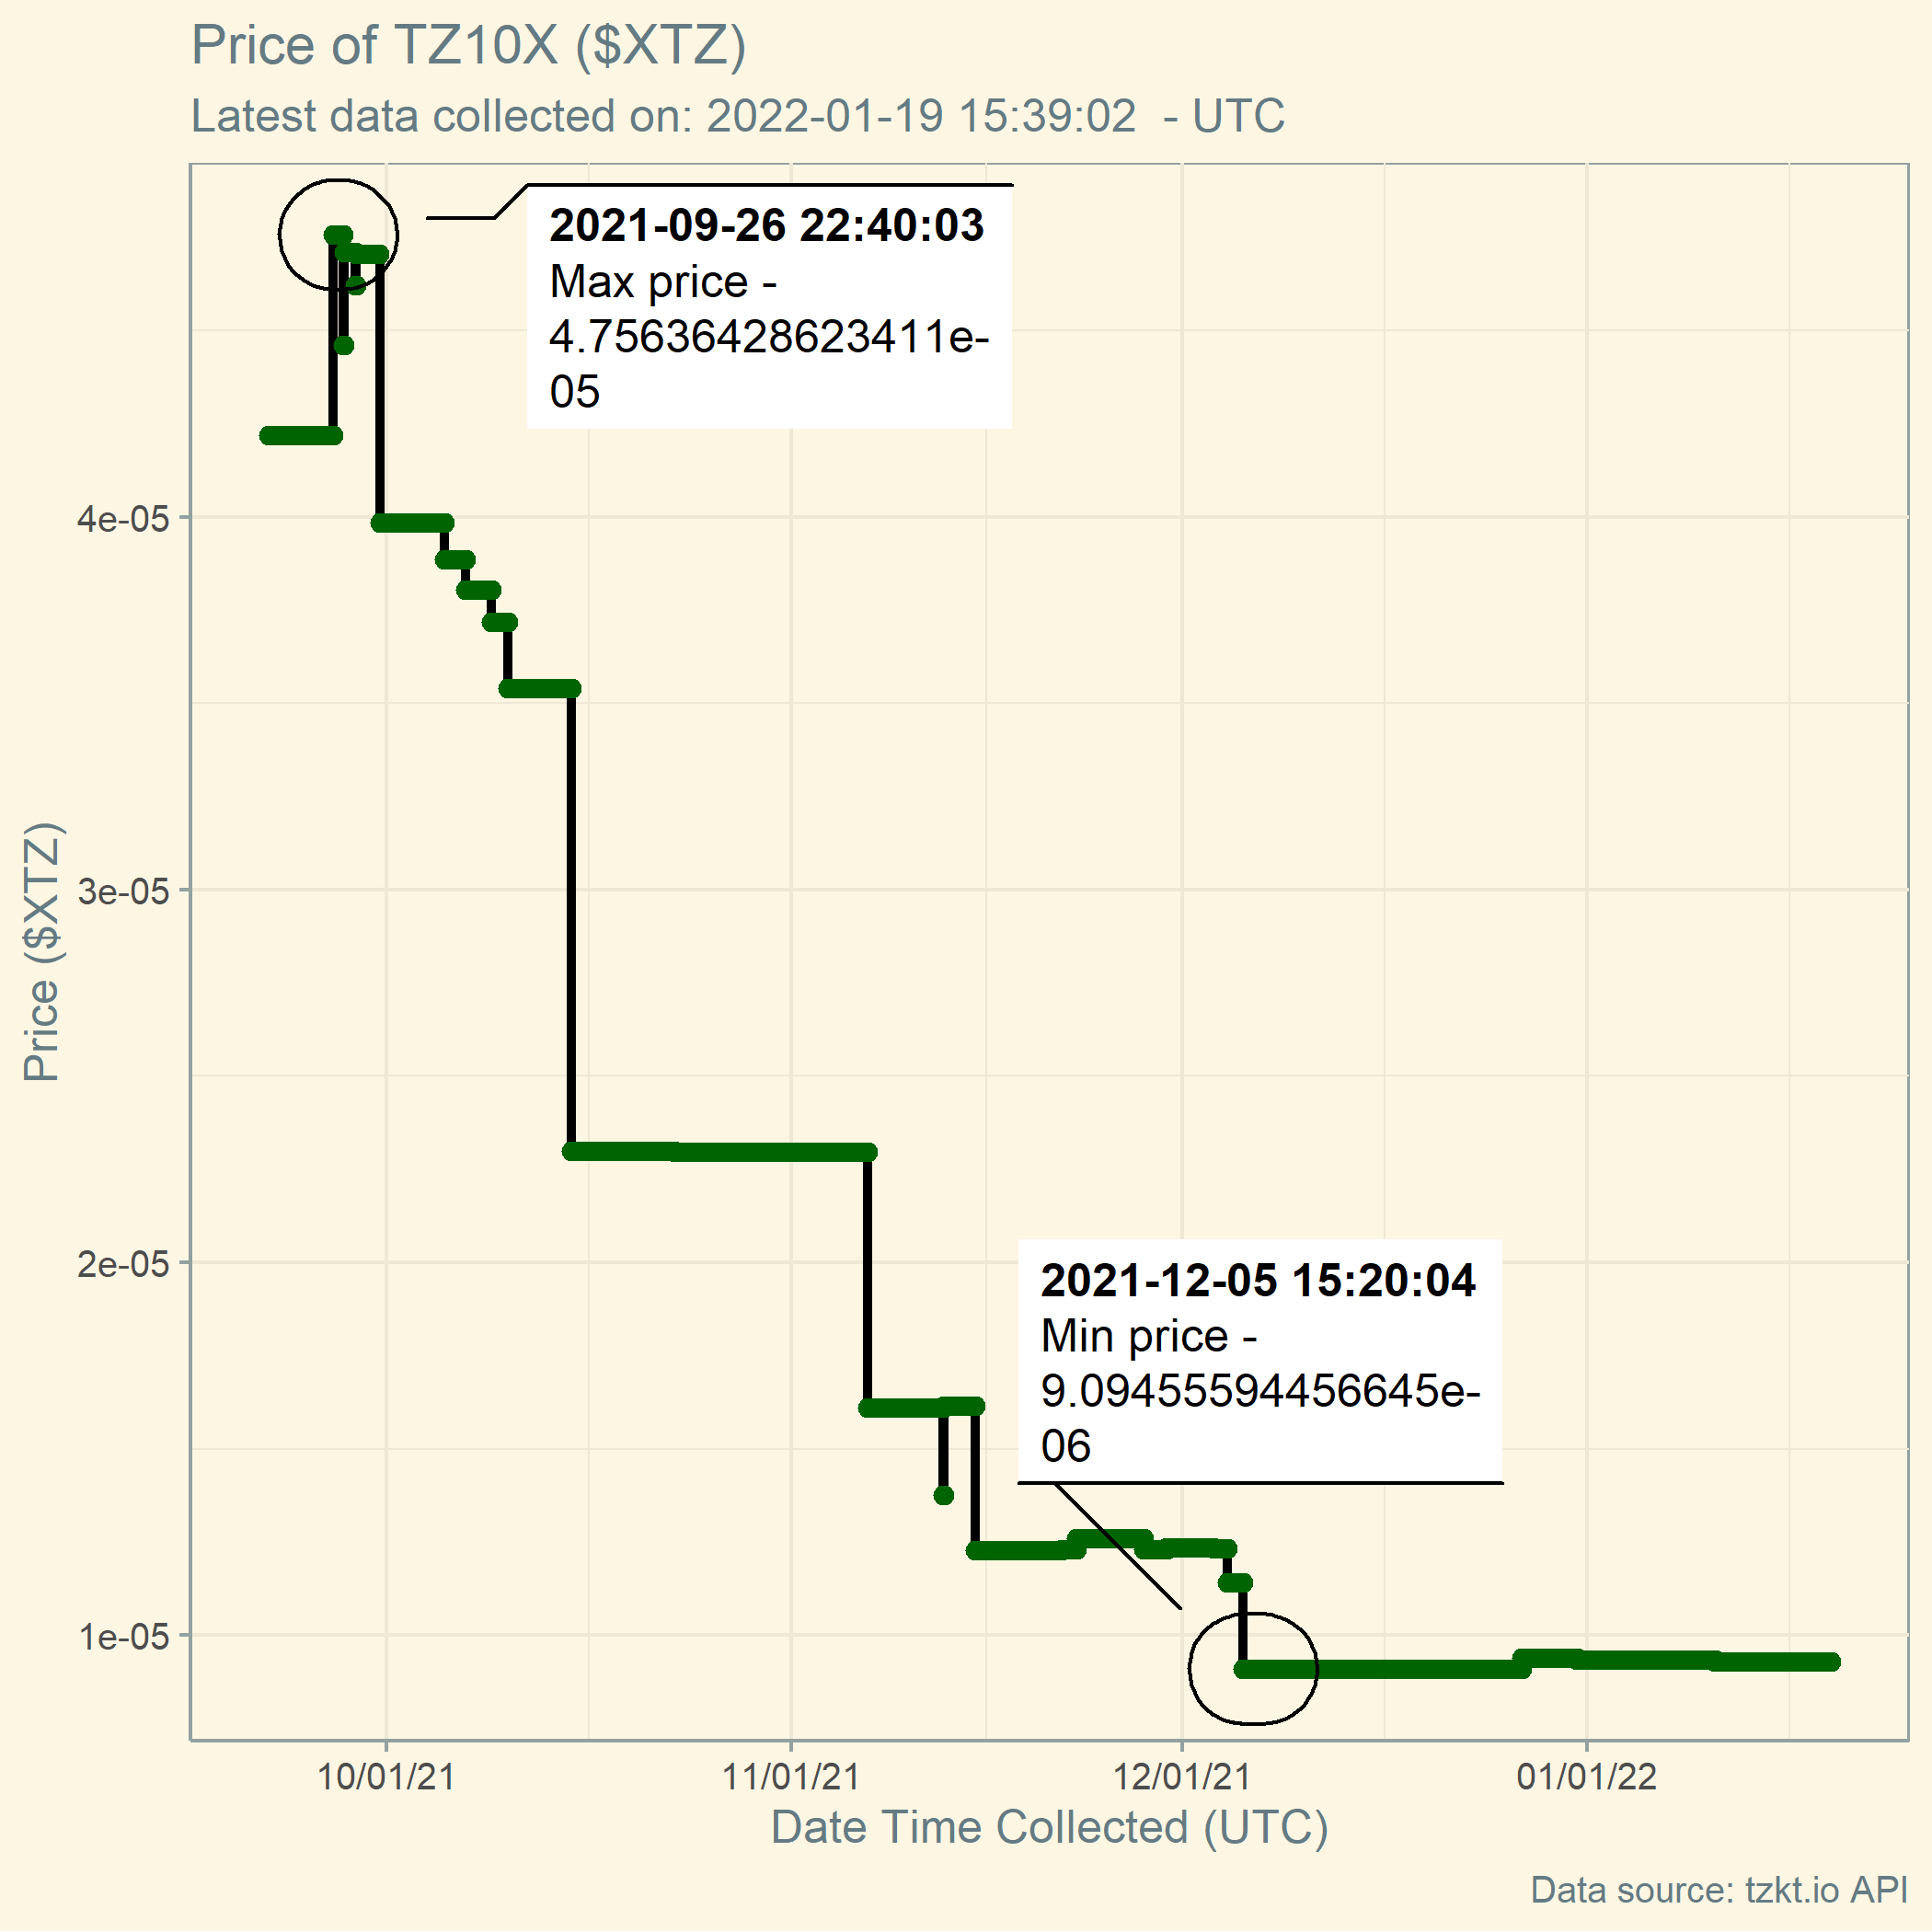 Price of TZ10X ($XTZ)
Latest data collected on: 2022-01-19 15:39:02  - UTC
2021-09-26 22:40:03
Max price -
4.75636428623411e-
05
4e-05
3e-05
2e-05
1e-05
Price ($XTZ)
2021-12-05 15:20:04
Min price -
9.09455594456645e-
06
10/01/21
11/01/21
12/01/21
01/01/22
Date Time Collected (UTC)
Data source: tzkt.io API